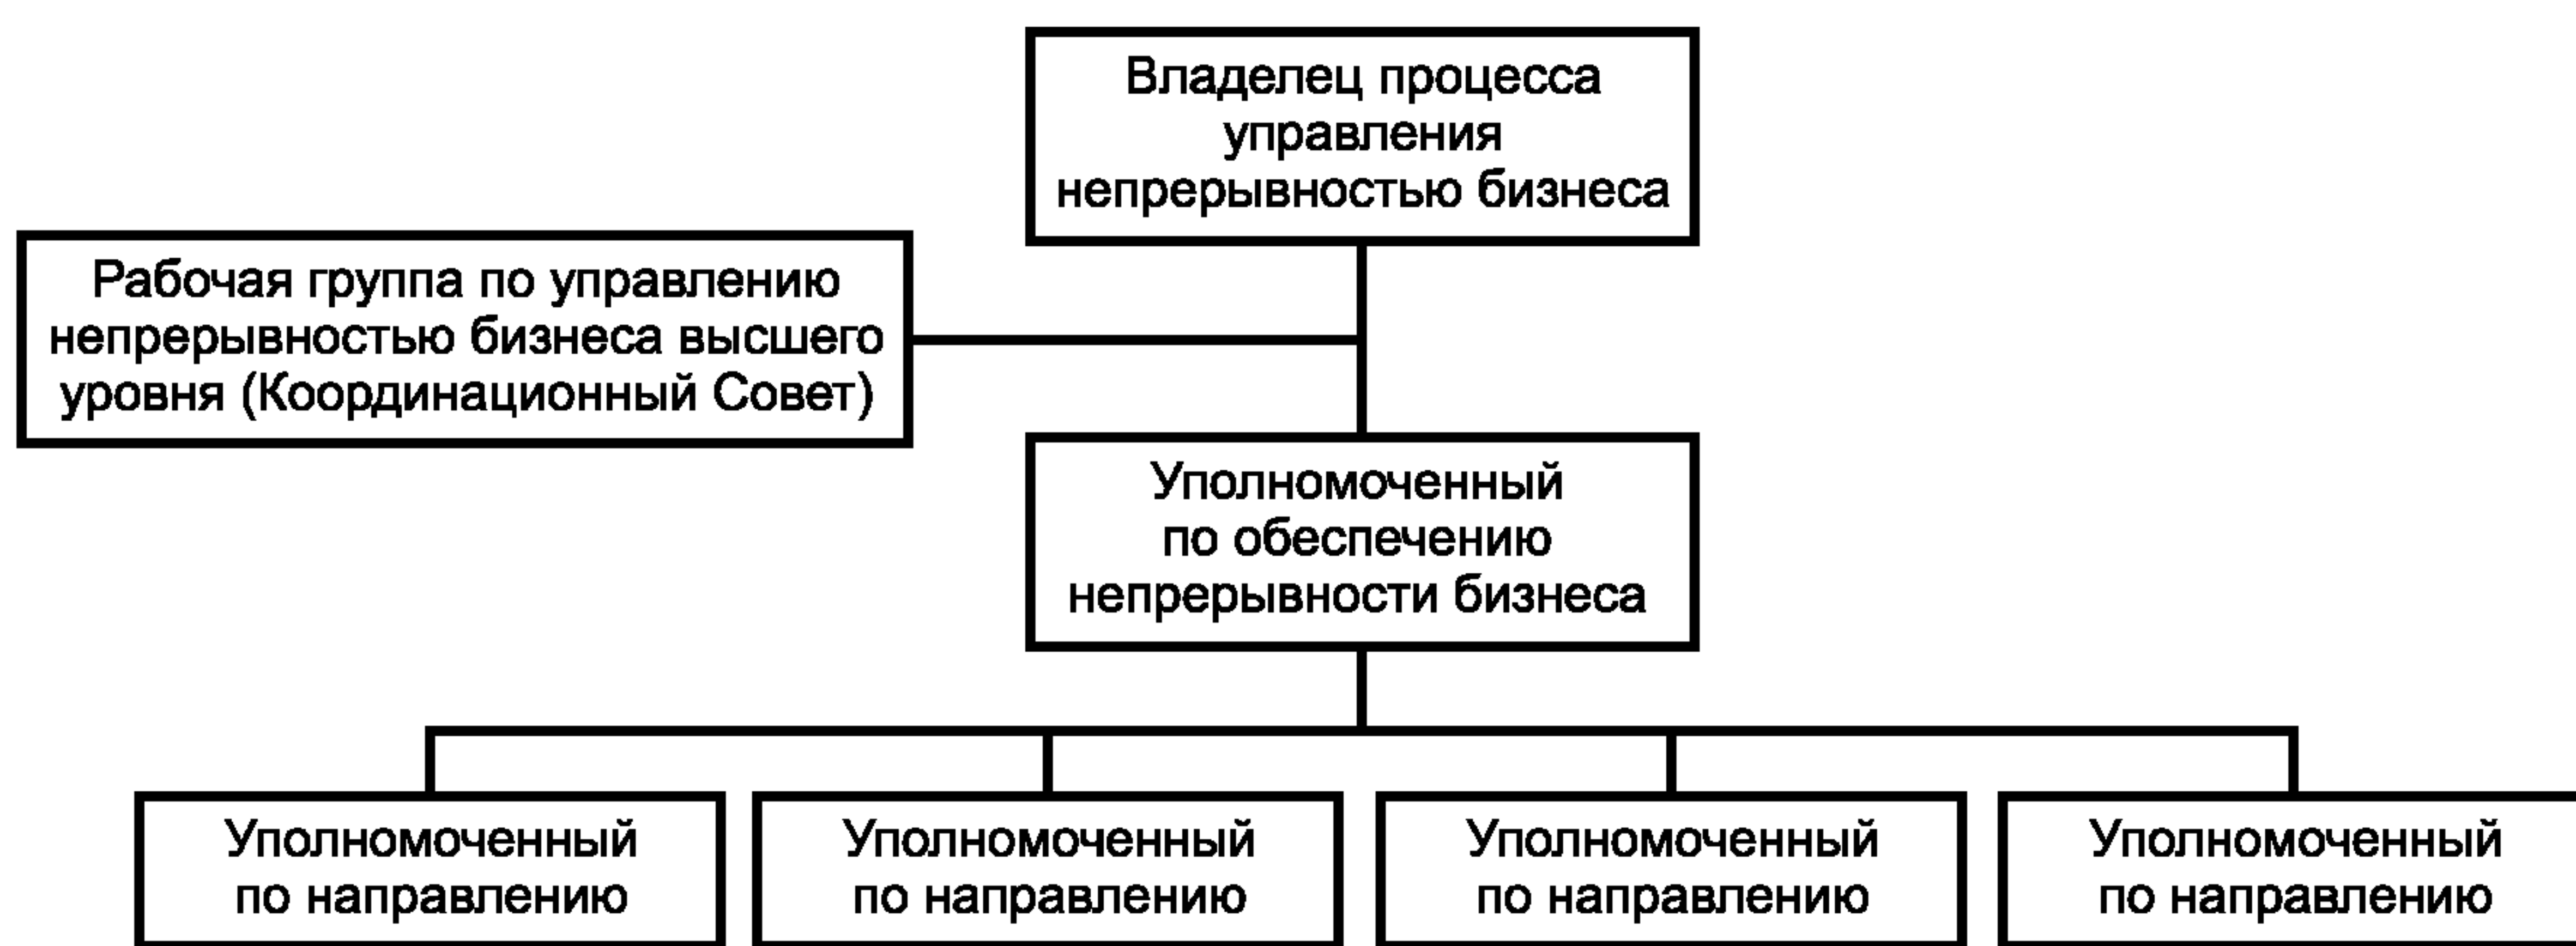 Владелец процесса
управления
непрерывностью бизнеса
Рабочая группа по управлению
непрерывностью бизнеса высшего
уровня (Координационный Совет)
Уполномоченный
по обеспечению
непрерывности бизнеса
Уполномоченный
по направлению
Уполномоченный
по направлению
Уполномоченный
по направлению
Уполномоченный
по направлению